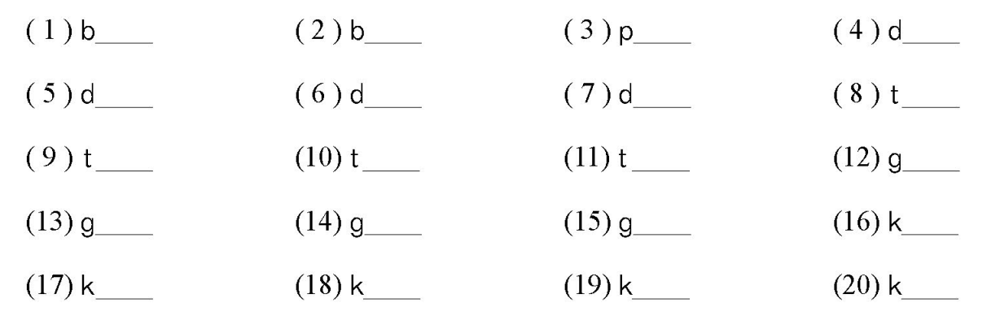 ( 1 ) b____ ( 2 ) b____ ( 3 ) p____ ( 4 ) d____
( 5 ) d____ ( 6 ) d____ ( 7 ) d____ ( 8 ) t____
( 9 ) t____ (10) t____ (11) t____ (12) g____
(13) g____ (14) g____ (15) g____ (16) k____
(17) k____ (18) k____ (19) k____ (20) k____